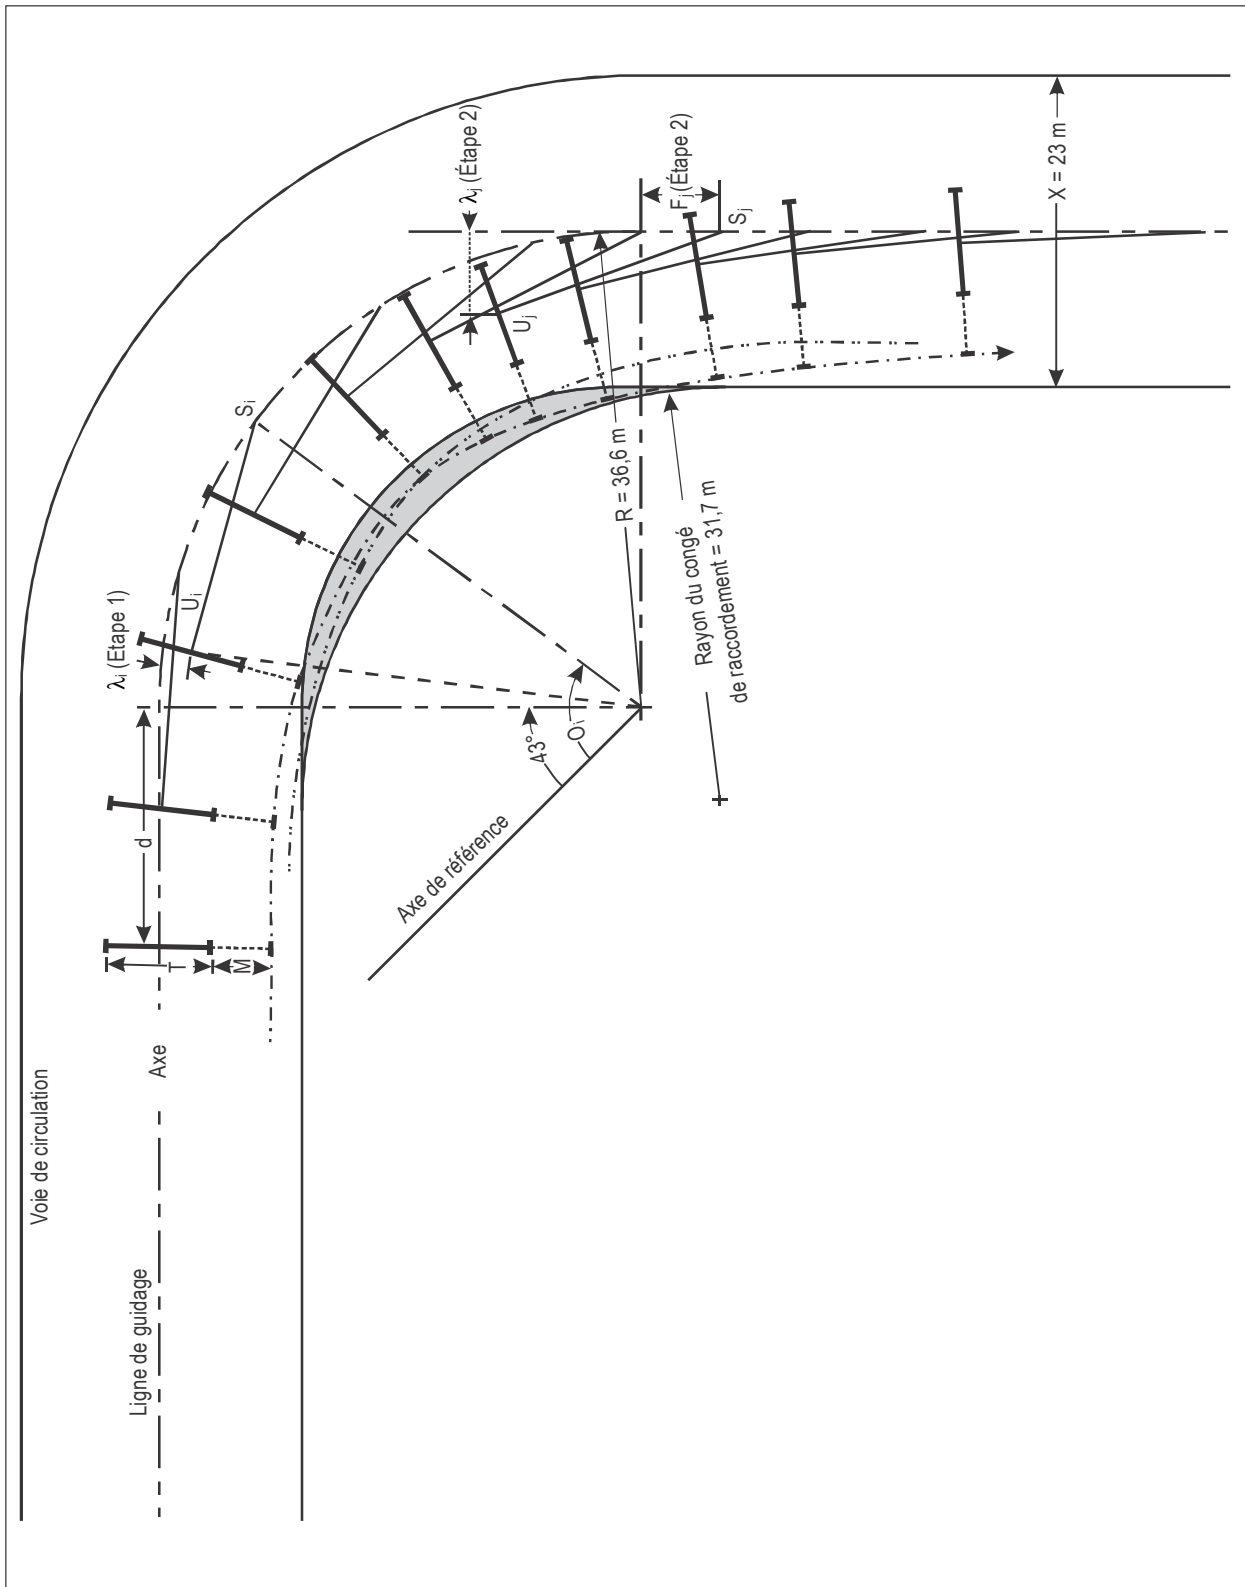 Voie de circulation
Ligne de guidage
Axe
T
M
d
λi (Etape 1)
Ui
Si
43°
Oi
Axe de référence
λj (Étape 2)
Uj
Fj (Étape 2)
Sj
R = 36,6 m
Rayon du congé
de raccordement = 31,7 m
X = 23 m